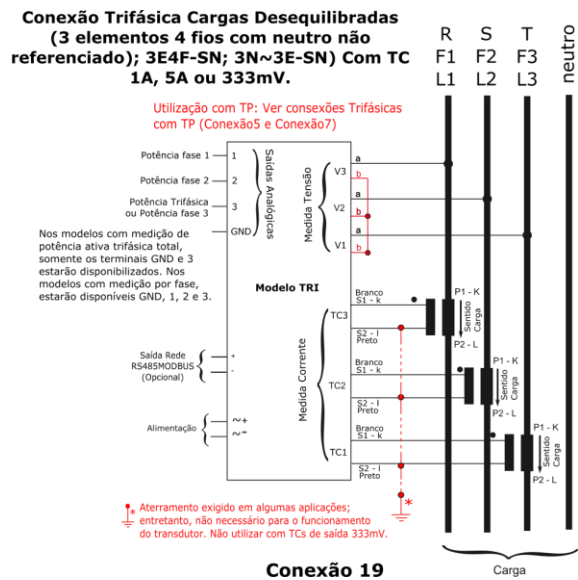 Conexão Trifásica Cargas Desequilibradas
(3 elementos 4 fios com neutro não
referenciado); 3E4F-SN; 3N~3E-SN) Com TC
1A, 5A ou 333mV.
R S T
F1 F2 F3
L1 L2 L3
neutro
Utilização com TP: Ver consexões Trifásicas
com TP (Conexão5 e Conexão7)
Potência fase 1
1
Potência fase 2
2
Potência Trifásica
ou Potência fase 3
3
GND
Saídas Analógicas
Medida Tensão
V3
a
b
V2
a
b
V1
a
b
Nos modelos com medição de
potência ativa trifásica total,
somente os terminais GND e 3
estarão disponibilizados. Nos
modelos com medição por fase,
estarão disponíveis GND, 1, 2 e 3.
Modelo TRI
Medida Corrente
TC3
Branco
S1 - k
S2 - l
Preto
P1 - K
Sentido
Carga
P2 - L
TC2
Branco
S1 - k
S2 - l
Preto
P1 - K
Sentido
Carga
P2 - L
TC1
Branco
S1 - k
S2 - l
Preto
P1 - K
Sentido
Carga
P2 - L
Saída Rede
RS485MODBUS
(Opcional)
+
-
Alimentação
~+
~-
*
* Aterramento exigido em algumas aplicações;
entretanto, não necessário para o funcionamento
do transdutor. Não utilizar com TCs de saída 333mV.
Conexão 19
Carga